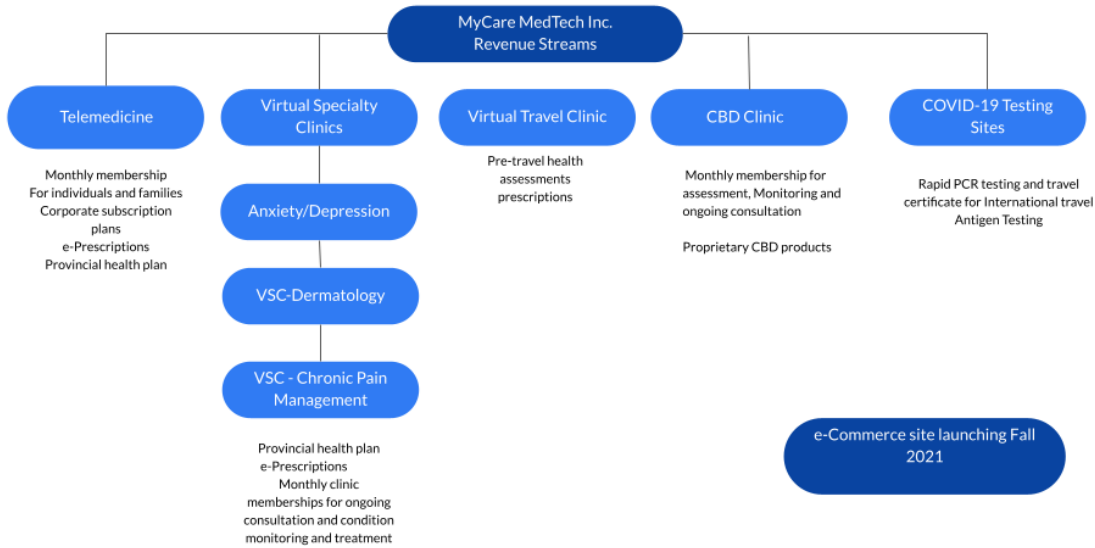 MyCare MedTech Inc.
Revenue Streams
Telemedicine
Monthly membership
For individuals and families
Corporate subscription
plans
e-Prescriptions
Provincial health plan
Virtual Specialty
Clinics
Anxiety/Depression
VSC-Dermatology
VSC - Chronic Pain
Management
Provincial health plan
e-Prescriptions
Monthly clinic
memberships for ongoing
consultation and condition
monitoring and treatment
Virtual Travel Clinic
Pre-travel health
assessments
prescriptions
CBD Clinic
Monthly membership for
assessment, Monitoring and
ongoing consultation
Proprietary CBD products
COVID-19 Testing
Sites
Rapid PCR testing and travel
certificate for International travel
Antigen Testing
e-Commerce site launching Fall
2021